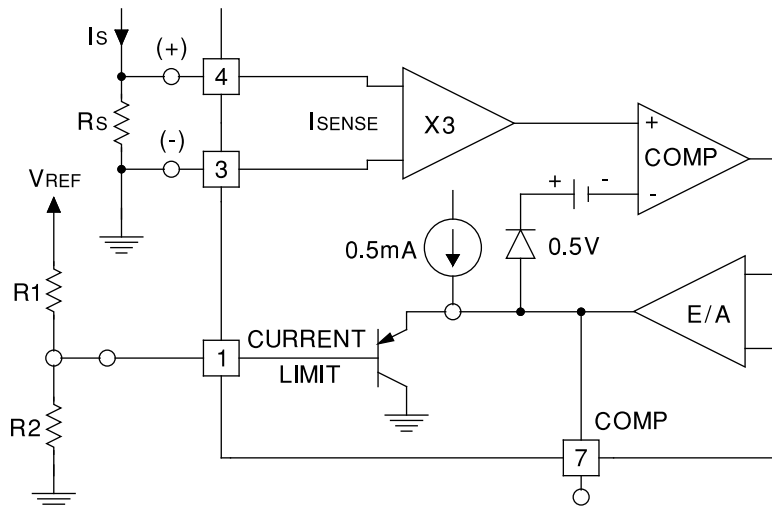 Is
(+)
4
Rs
(-)
3
ISENSE
X3
+
COMP
-
VREF
+ -
0.5mA
0.5V
R1
E/A
1
CURRENT
LIMIT
R2
COMP
7